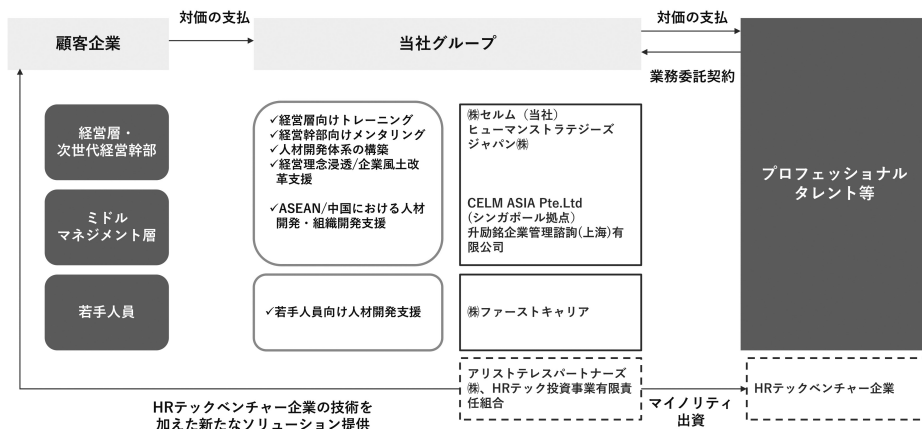 対価の支払
対価の支払
顧客企業
当社グループ
業務委託契約
経営層・
次世代経営幹部
ミドル
マネジメント層
若手人員
✓経営層向けトレーニング
✓経営幹部向けメンタリング
✓人材開発体系の構築
✓経営理念浸透/企業風土改
革支援
✓ASEAN/中国における人材
開発・組織開発支援
✓若手人員向け人材開発支援
㈱セルム（当社）
ヒューマンストラテジーズ
ジャパン㈱
CELM ASIA Pte.Ltd
(シンガポール拠点)
升励銘企業管理諮詢(上海)有
限公司
㈱ファーストキャリア
アリストテレスパートナーズ
㈱、HRテック投資事業有限責
任組合
プロフェッショナル
タレント等
HRテックベンチャー企業
マイノリティ
出資
HRテックベンチャー企業の技術を
加えた新たなソリューション提供